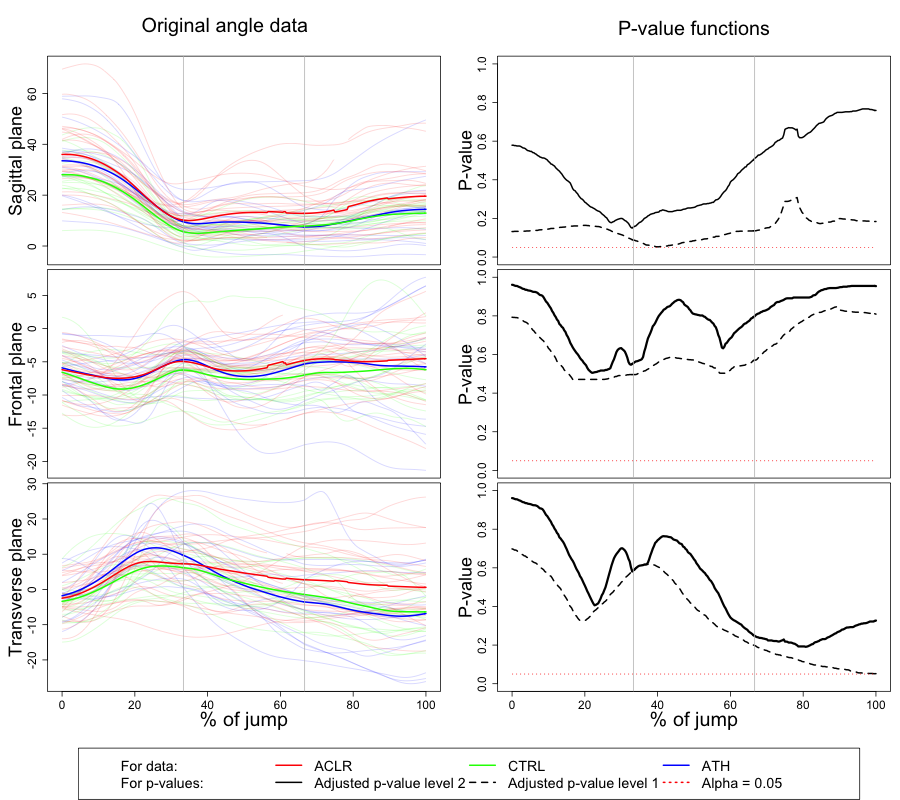 Original angle data
P-value functions
Sagittal plane
0 20 40 60
P-value
0.0 0.2 0.4 0.6 0.8 1.0
Frontal plane
-20 -15 -10 -5 0 5
P-value
0.0 0.2 0.4 0.6 0.8 1.0
Transverse plane
-20 -10 0 10 20 30
P-value
0.0 0.2 0.4 0.6 0.8 1.0
0 20 40 60 80 100
0 20 40 60 80 100
% of jump
% of jump
For data: ACLR CTRL ATH
For p-values: Adjusted p-value level 2 Adjusted p-value level 1 Alpha = 0.05